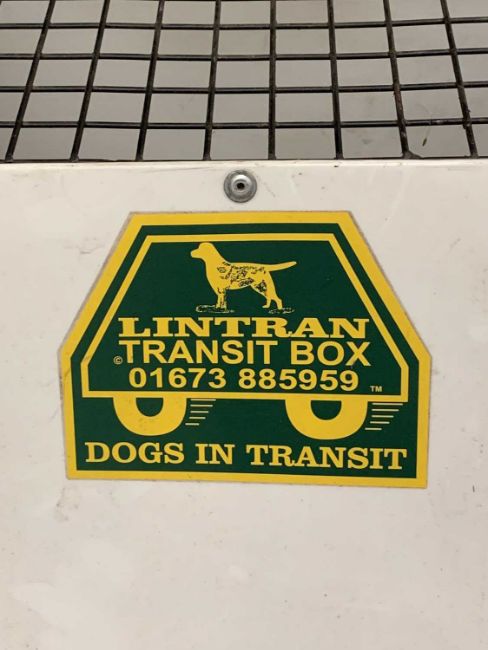 LINTRAN
©TRANSIT BOX
01673 885959 ™
DOGS IN TRANSIT